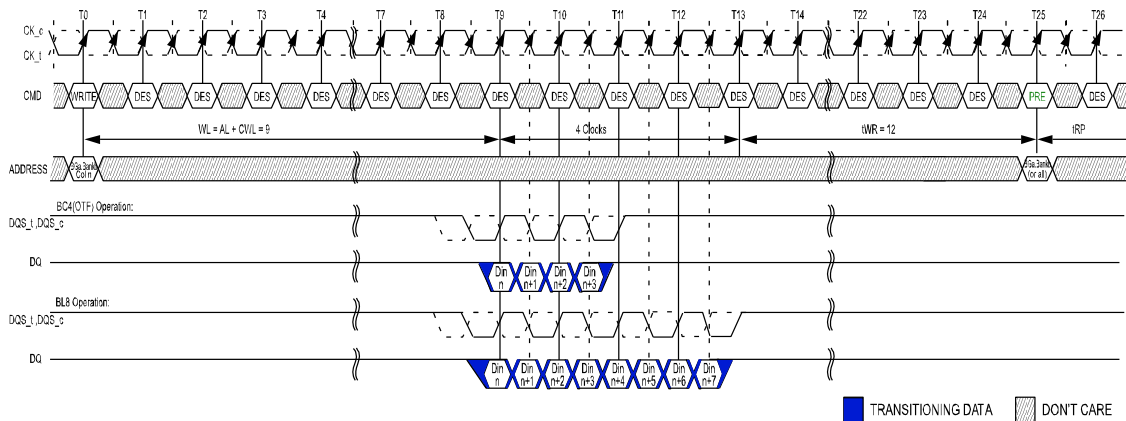 T0 T1 T2 T3 T4 T7 T8 T9 T10 T11 T12 T13 T14 T22 T23 T24 T25 T26
CK_c
CK_t
CMD WRITE DES DES DES DES DES DES DES DES DES DES DES DES DES DES DES PRE DES
WL = AL + CWL = 9 4 Clocks tWR = 12 tRP
ADDRESS
Col n (or all)
BC4(OTF) Operation:
DQS_t ,DQS_c
DQ Din n Din n+1 Din n+2 Din n+3
BL8 Operation:
DQS_t ,DQS_c
DQ Din n Din n+1 Din n+2 Din n+3 Din n+4 Din n+5 Din n+6 Din n+7
TRANSITIONING DATA DON'T CARE